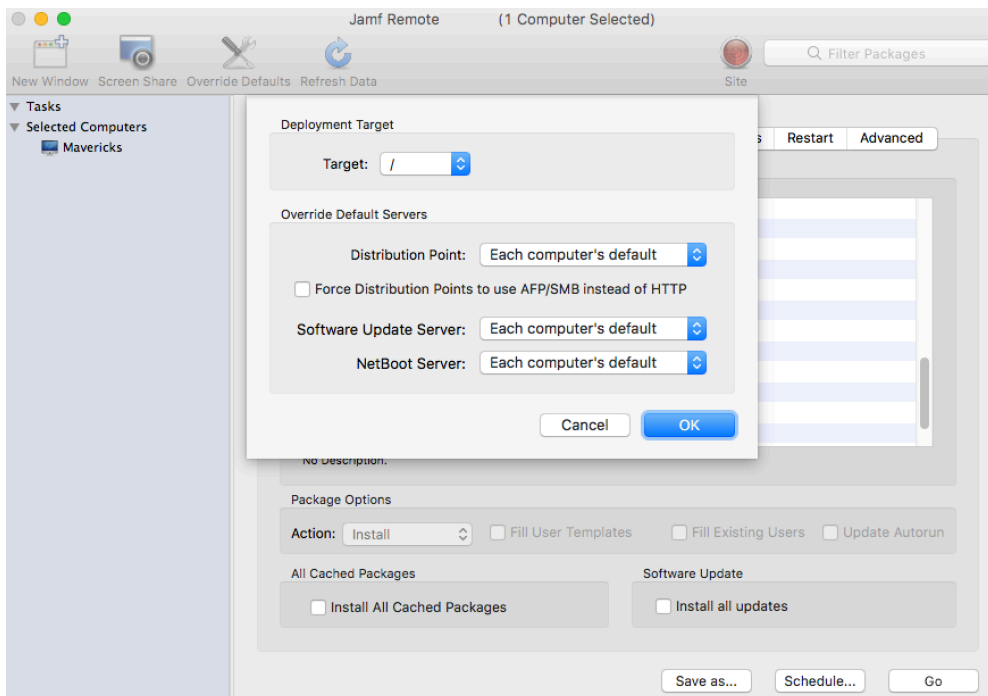 Jamf Remote (1 Computer Selected)
New Window Screen Share Override Defaults Refresh Data Site Filter Packages
Tasks
Selected Computers
Mavericks
Deployment Target
Target: /
s Restart Advanced
Override Default Servers
Distribution Point: Each computer's default
Force Distribution Points to use AFP/SMB instead of HTTP
Software Update Server: Each computer's default
NetBoot Server: Each computer's default
Cancel OK
No Description.
Package Options
Action: Install Fill User Templates Fill Existing Users Update Autorun
All Cached Packages Software Update
Install All Cached Packages Install all updates
Save as... Schedule... Go